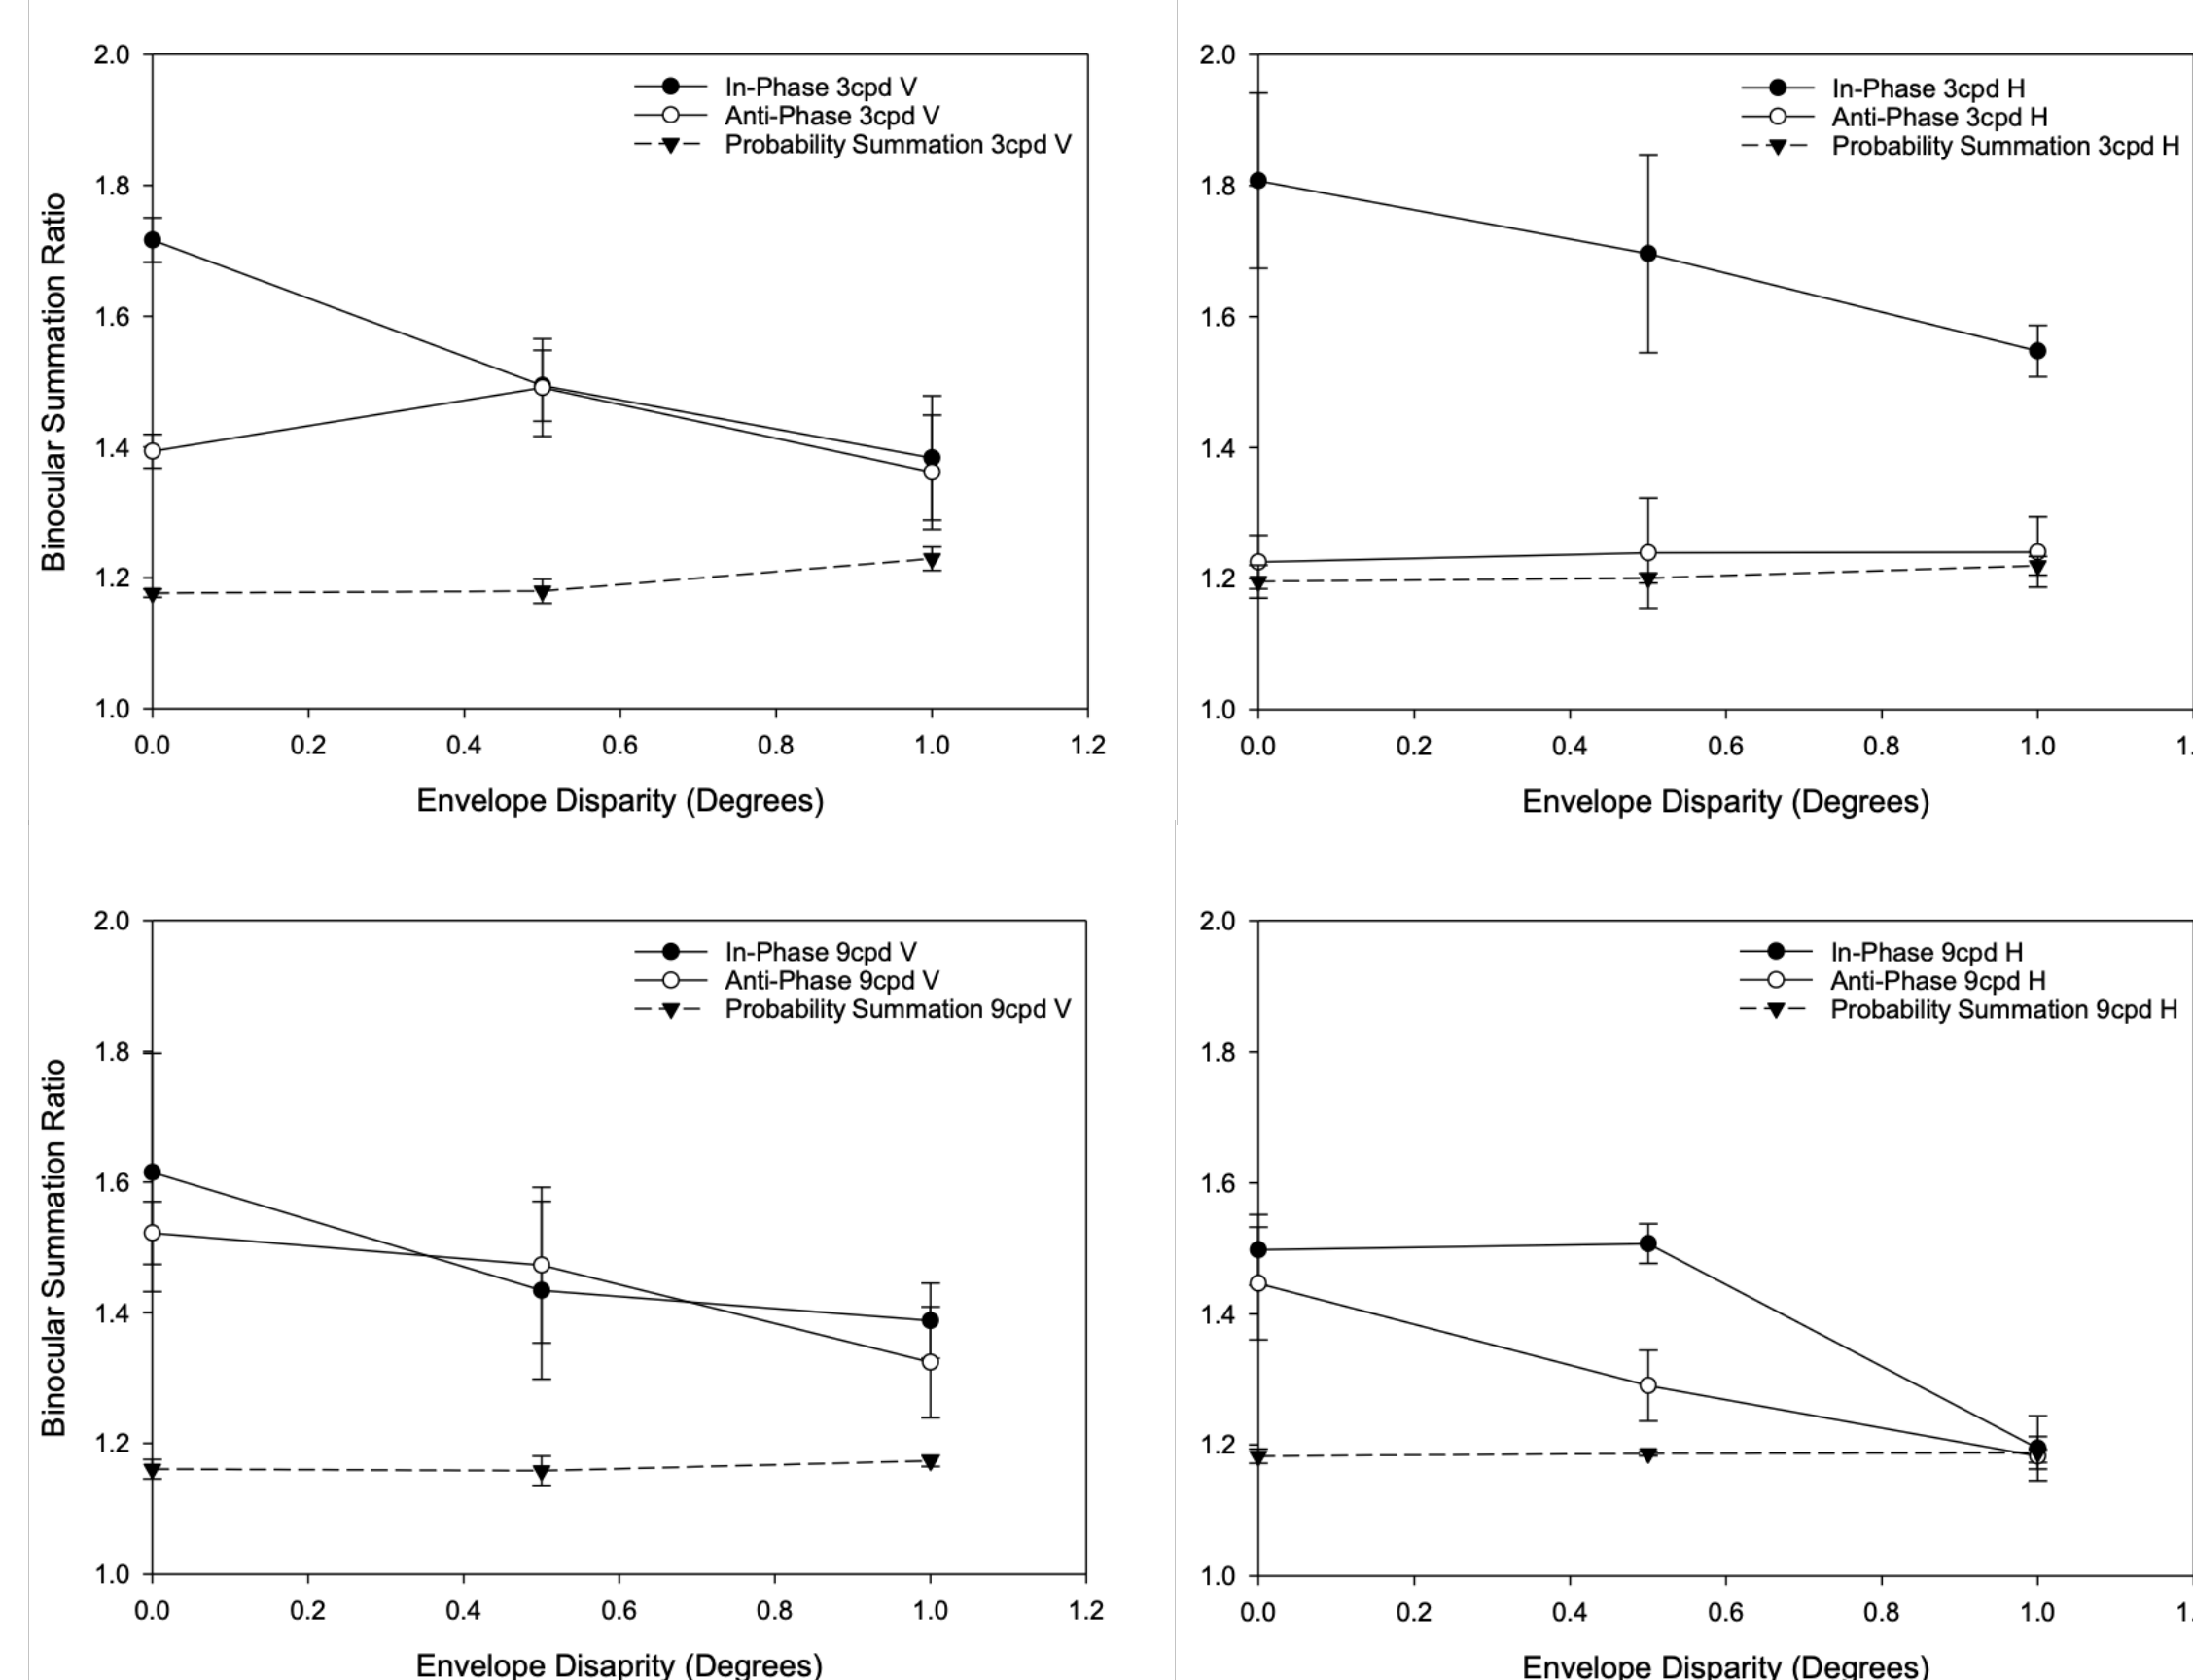 2.0
1.8
1.6
1.4
1.2
1.0
Binocular Summation Ratio
In-Phase 3cpd V
Anti-Phase 3cpd V
Probability Summation 3cpd V
0.0 0.2 0.4 0.6 0.8 1.0 1.2
Envelope Disparity (Degrees)
2.0
1.8
1.6
1.4
1.2
1.0
In-Phase 3cpd H
Anti-Phase 3cpd H
Probability Summation 3cpd H
0.0 0.2 0.4 0.6 0.8 1.0 1.
Envelope Disparity (Degrees)
2.0
1.8
1.6
1.4
1.2
1.0
Binocular Summation Ratio
In-Phase 9cpd V
Anti-Phase 9cpd V
Probability Summation 9cpd V
0.0 0.2 0.4 0.6 0.8 1.0 1.2
Envelope Disaprity (Degrees)
2.0
1.8
1.6
1.4
1.2
1.0
In-Phase 9cpd H
Anti-Phase 9cpd H
Probability Summation 9cpd H
0.0 0.2 0.4 0.6 0.8 1.0 1.
Envelope Disparity (Degrees)